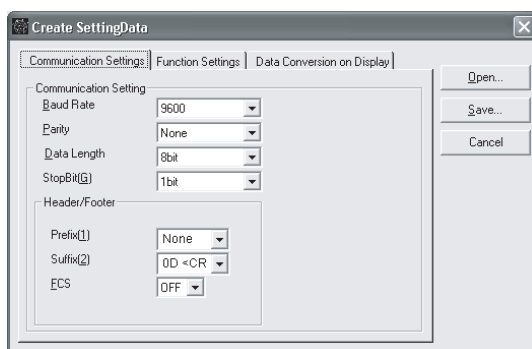 Create SettingData
Communication Settings Function Settings Data Conversion on Display
Communication Setting
Baud Rate 9600
Parity None
Data Length 8bit
StopBit(G) 1bit
Header/Footer
Prefix(1) None
Suffix(2) 0D <CR
FCS OFF
Open...
Save...
Cancel